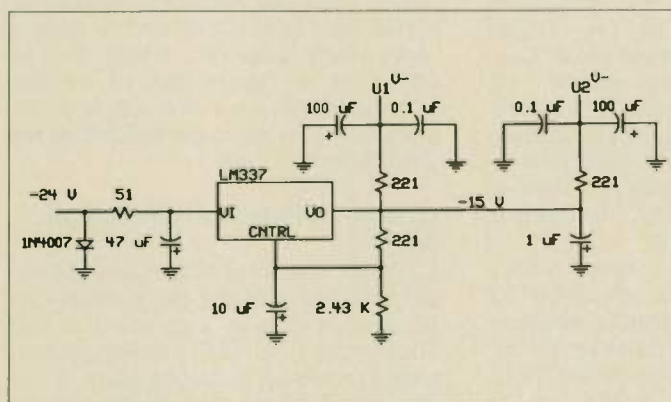 U1 V-
U2 V-
100 uF
0.1 uF
0.1 uF
100 uF
+
+
LM337
221
221
-24 V
51
VI
VO
-15 V
CNTRL
1N4007
47 uF
+
221
1 uF
+
10 uF
+
2.43 K